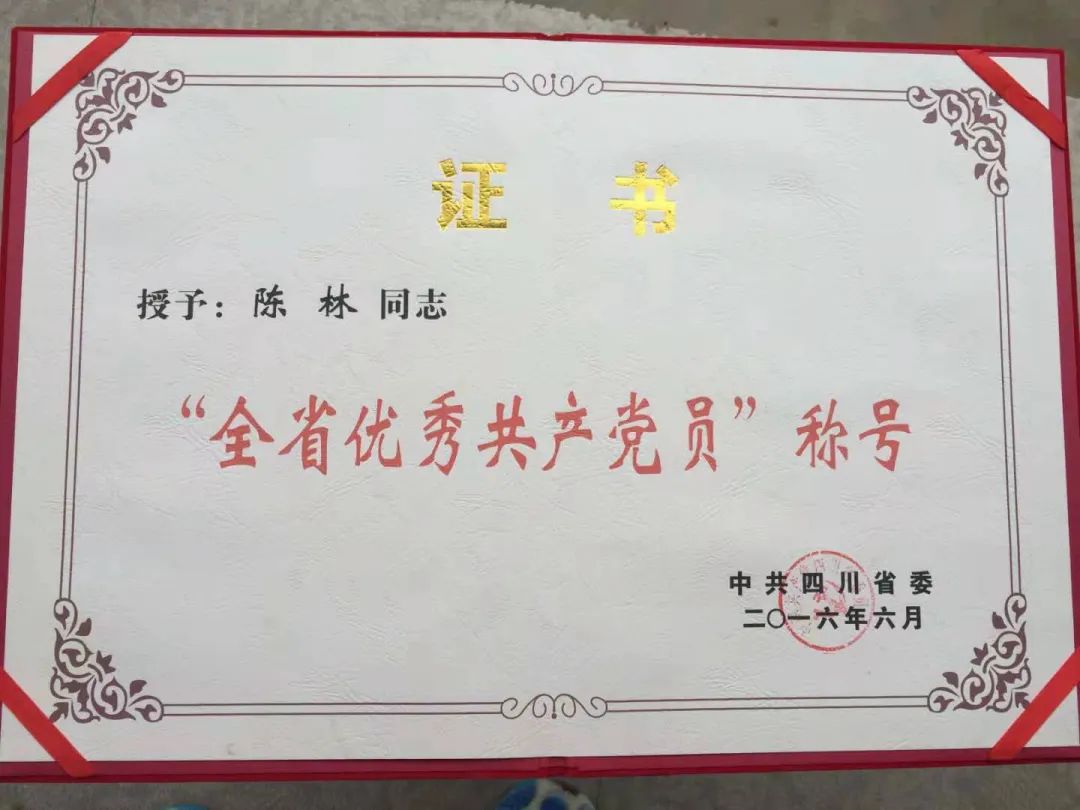 证 书
授予：陈 林 同志
“全省优秀共产党员”称号
中共四川省委
二〇一六年六月